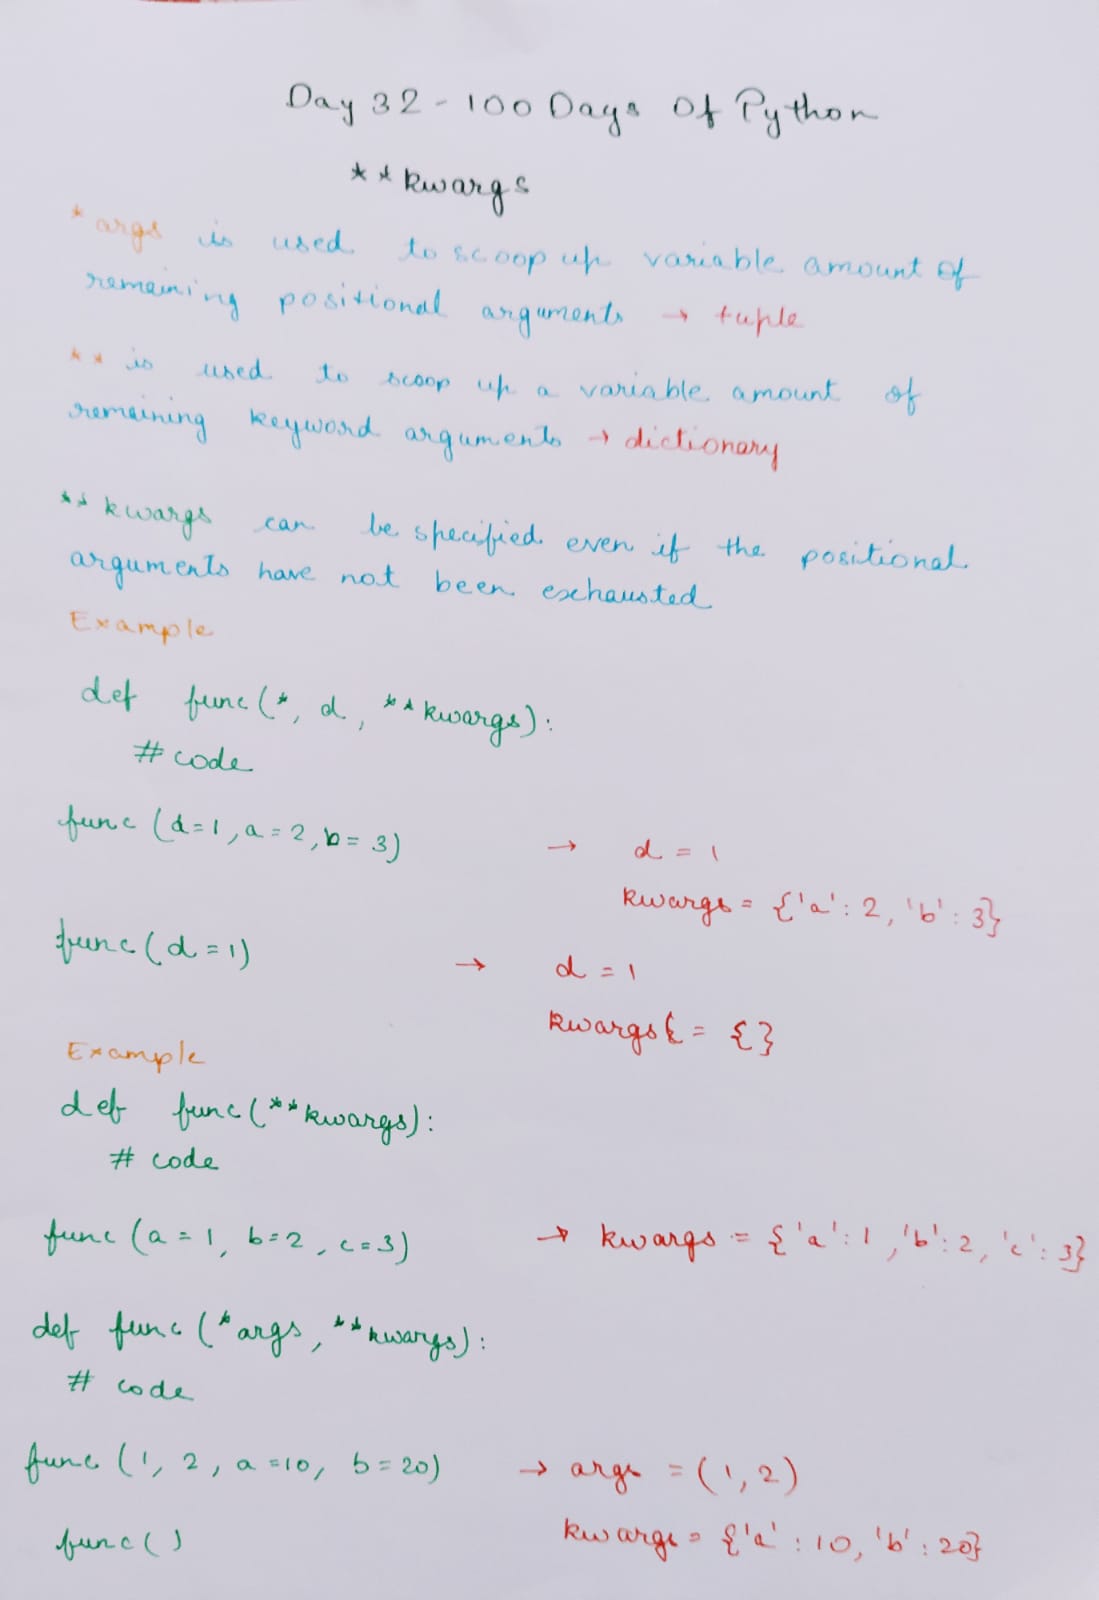 Day 32 - 100 Days Of Python
**kwargs
*args is used to scoop up variable amount of
remaining positional arguments → tuple
** is used to scoop up a variable amount of
remaining keyword arguments → dictionary
**kwargs can be specified even if the positional
arguments have not been exhausted
Example
def func(*, d, **kwargs):
# code
func (d=1, a=2, b=3) → d = 1
kwargs = {'a': 2, 'b': 3}
func(d=1) → d = 1
kwargs = {}
Example
def func(**kwargs):
# code
func (a=1, b=2, c=3) → kwargs = {'a':1, 'b':2, 'c':3}
def func (*args, **kwargs):
# code
func (1, 2, a=10, b=20) → args = (1, 2)
func() kwargs = {'a':10, 'b':20}